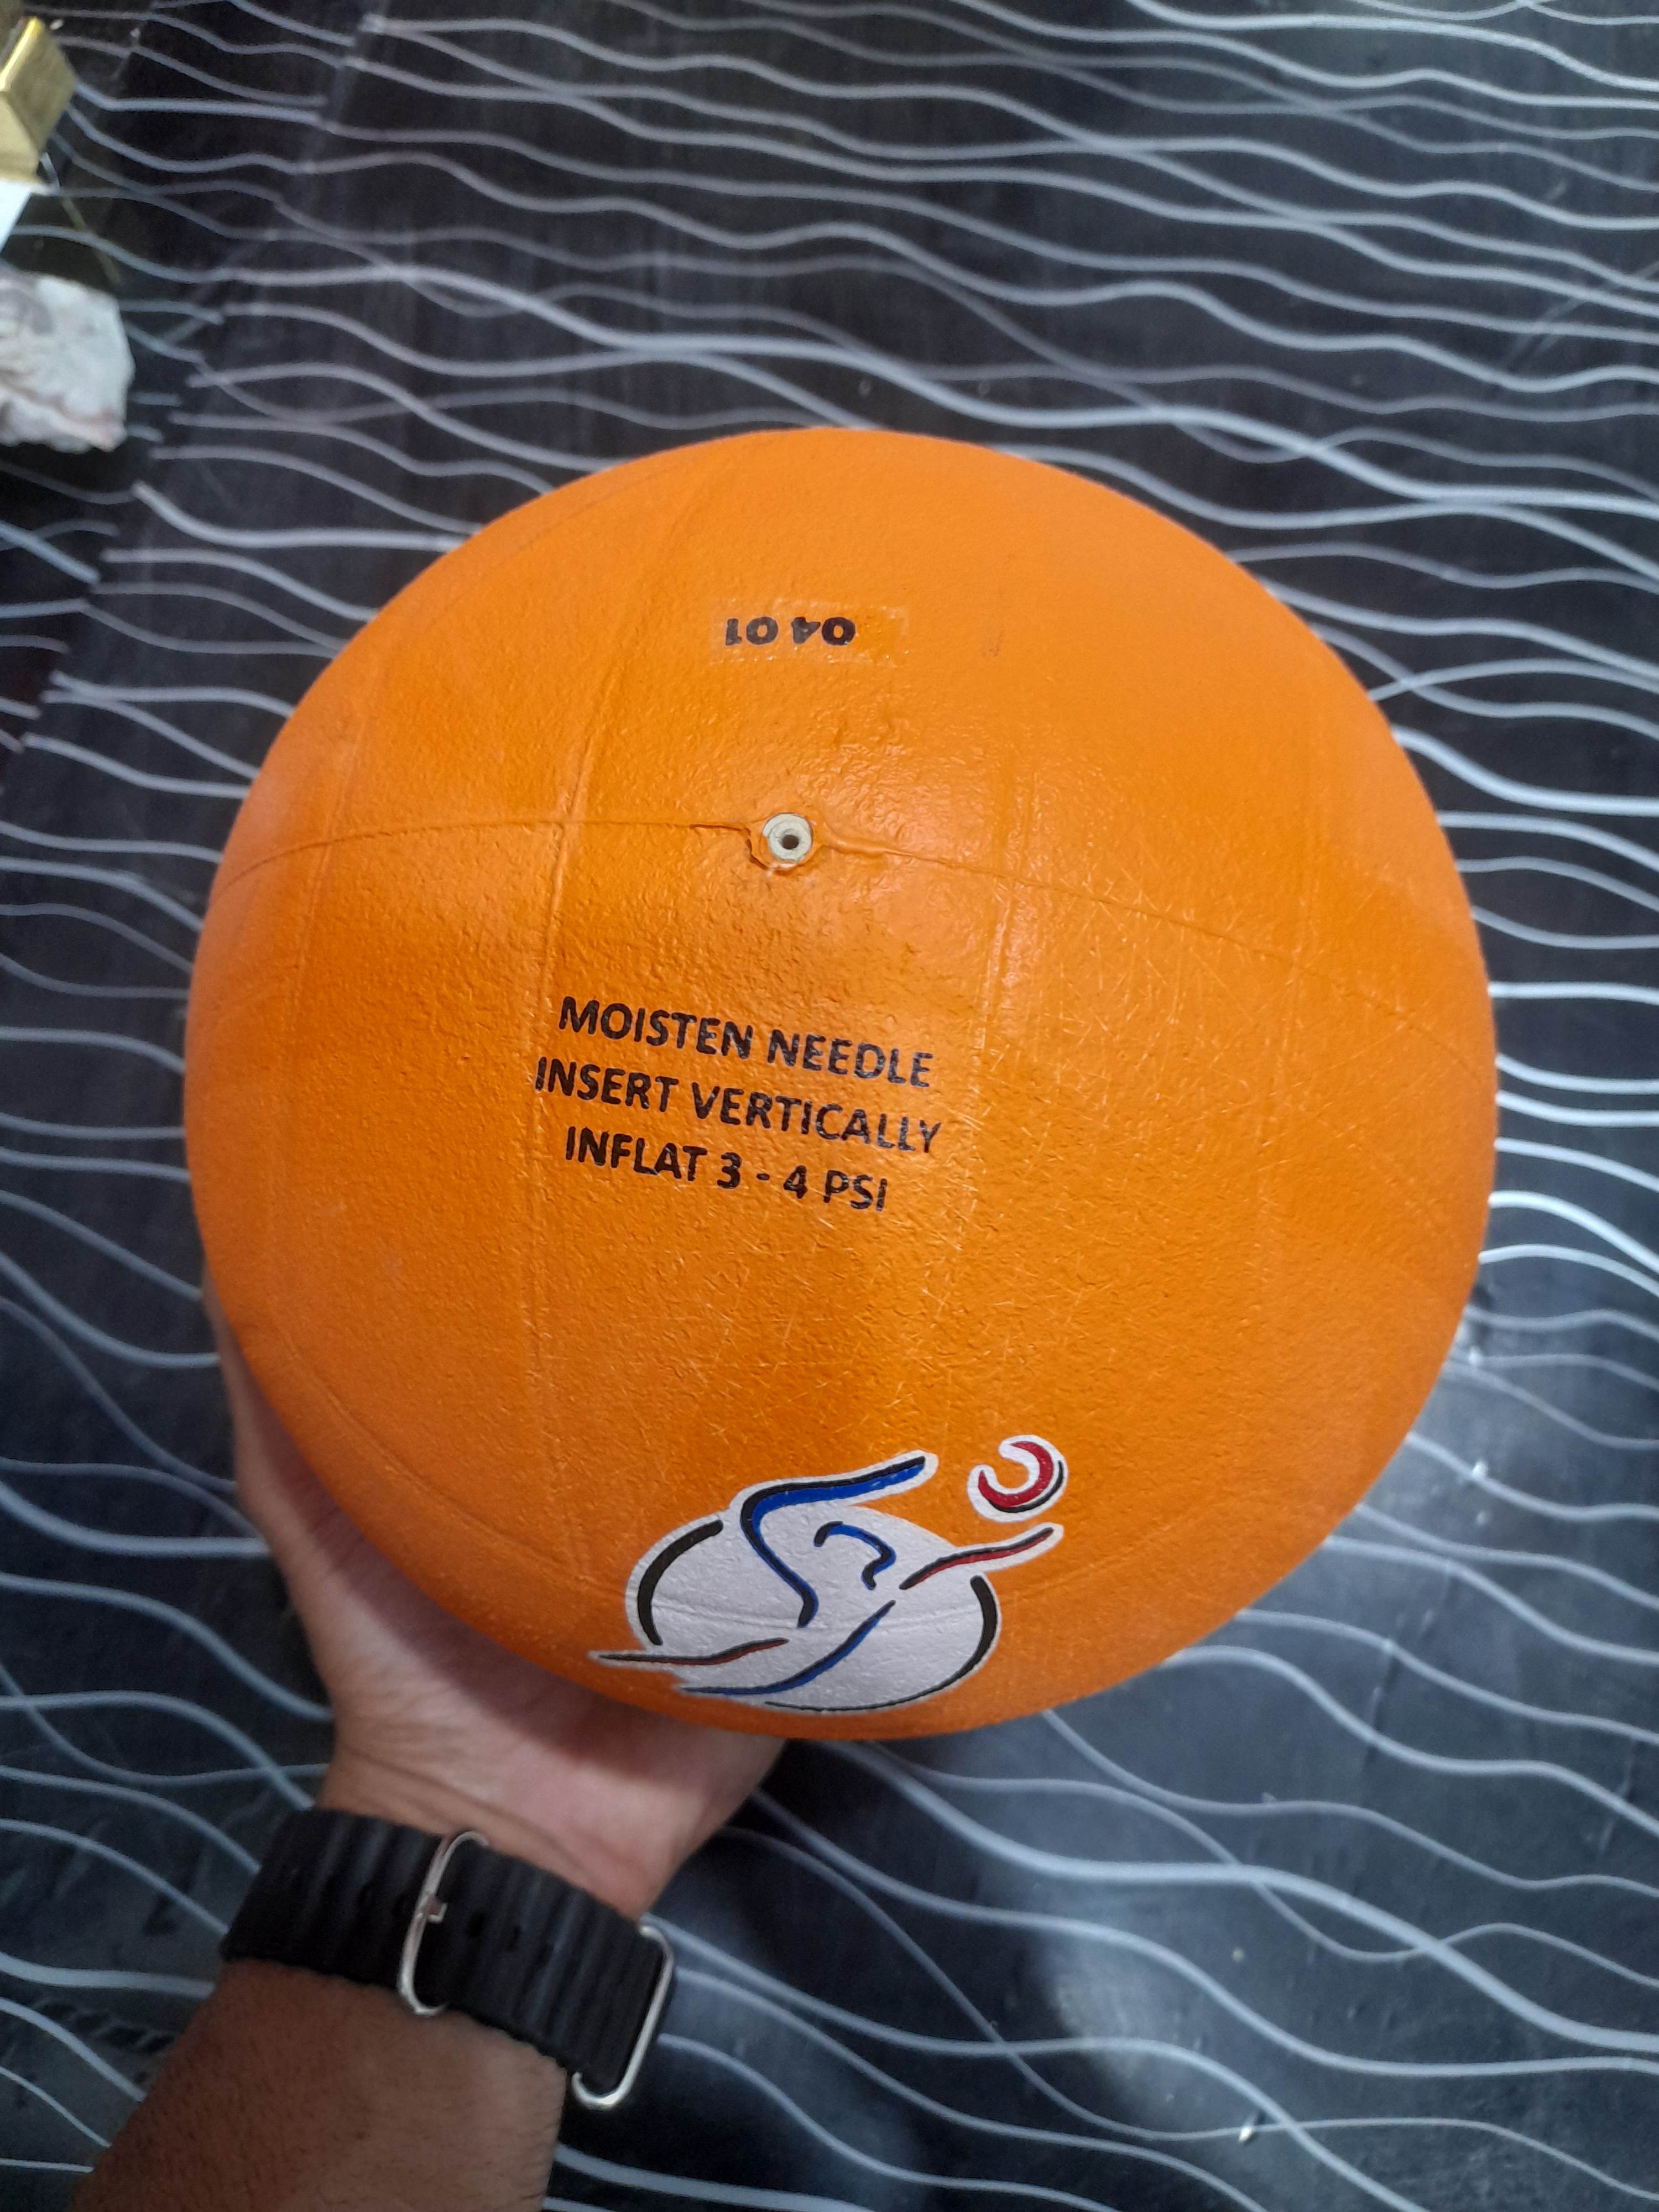 04 01
MOISTEN NEEDLE
INSERT VERTICALLY
INFLAT 3 - 4 PSI